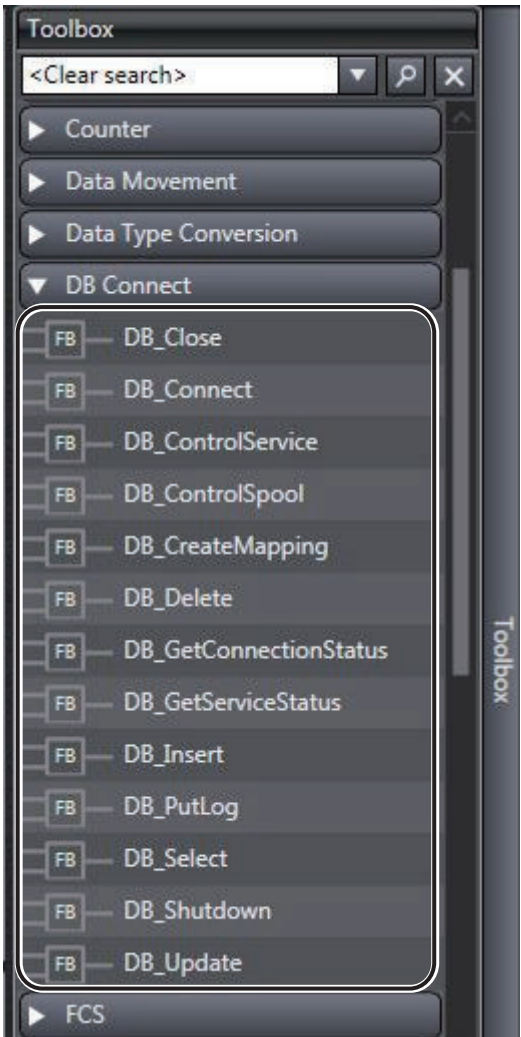 Toolbox
<Clear search>
Counter
Data Movement
Data Type Conversion
DB Connect
FB DB_Close
FB DB_Connect
FB DB_ControlService
FB DB_ControlSpool
FB DB_CreateMapping
FB DB_Delete
FB DB_GetConnectionStatus
FB DB_GetServiceStatus
FB DB_Insert
FB DB_PutLog
FB DB_Select
FB DB_Shutdown
FB DB_Update
FCS
Toolbox